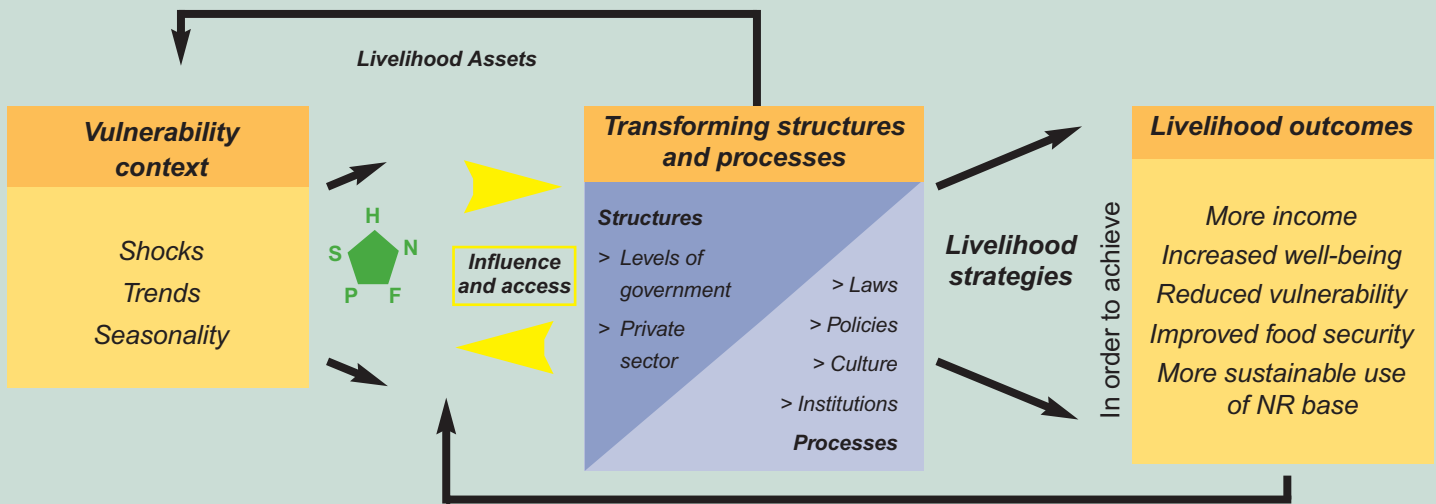 Livelihood Assets
Vulnerability
context
Shocks
Trends
Seasonality
H
S
N
P
F
Influence
and access
Transforming structures
and processes
Structures
> Levels of
government
> Private
sector
> Laws
> Policies
> Culture
> Institutions
Processes
Livelihood
strategies
In order to achieve
Livelihood outcomes
More income
Increased well-being
Reduced vulnerability
Improved food security
More sustainable use
of NR base